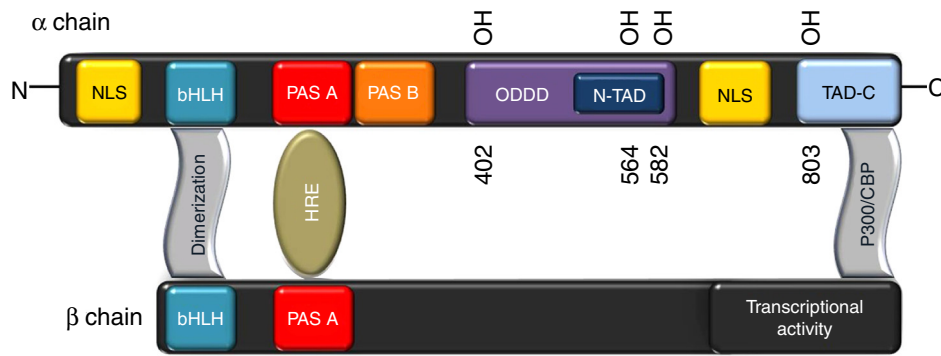 α chain
OH
OH
OH
OH
N
NLS
bHLH
PAS A
PAS B
ODDD
N-TAD
NLS
TAD-C
C
402
564
582
803
Dimerization
HRE
P300/CBP
β chain
bHLH
PAS A
Transcriptional
activity